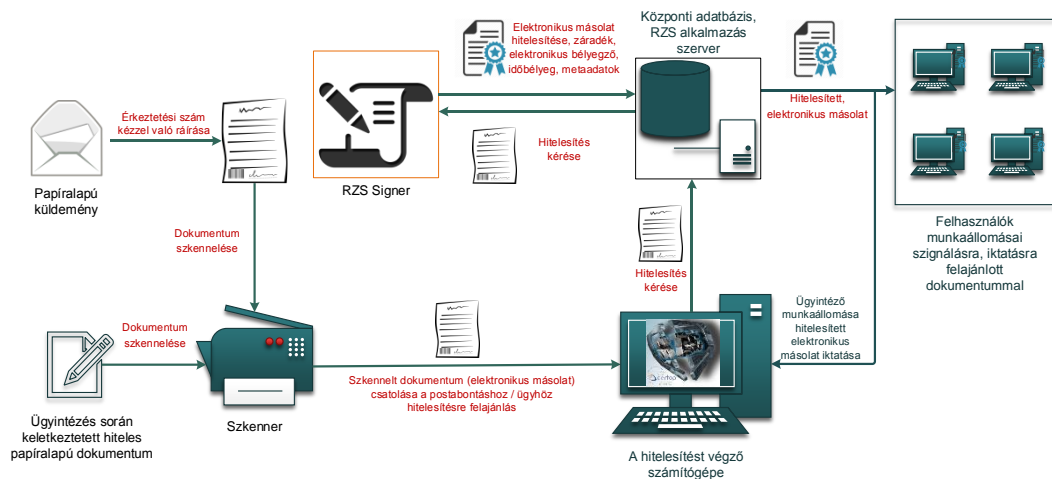 Elektronikus másolat
hitelesítése, záradék,
elektronikus bélyegző,
időbélyeg, metaadatok
Központi adatbázis,
RZS alkalmazás
szerver
Érkeztetési szám
kézzel való ráírása
Hitelesített,
elektronikus másolat
Hitelesítés
kérése
Papíralapú
küldemény
RZS Signer
Felhasználók
munkaállomásai
szignálásra, iktatásra
felajánlott
dokumentummal
Dokumentum
szkennelése
Hitelesítés
kérése
Ügyintéző
munkaállomása
hitelesített
elektronikus
másolat iktatása
Dokumentum
szkennelése
Szkennelt dokumentum (elektronikus másolat)
csatolása a postabontáshoz / ügyhöz
hitelesítésre felajánlás
Ügyintézés során
keletkeztetett hiteles
papíralapú dokumentum
Szkenner
A hitelesítést végző
számítógépe